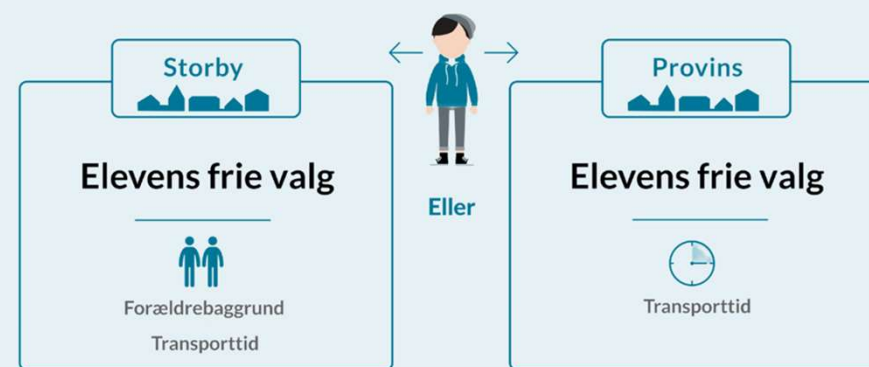 Storby
Elevens frie valg
Forældrebaggrund
Transporttid
Eller
Provins
Elevens frie valg
Transporttid